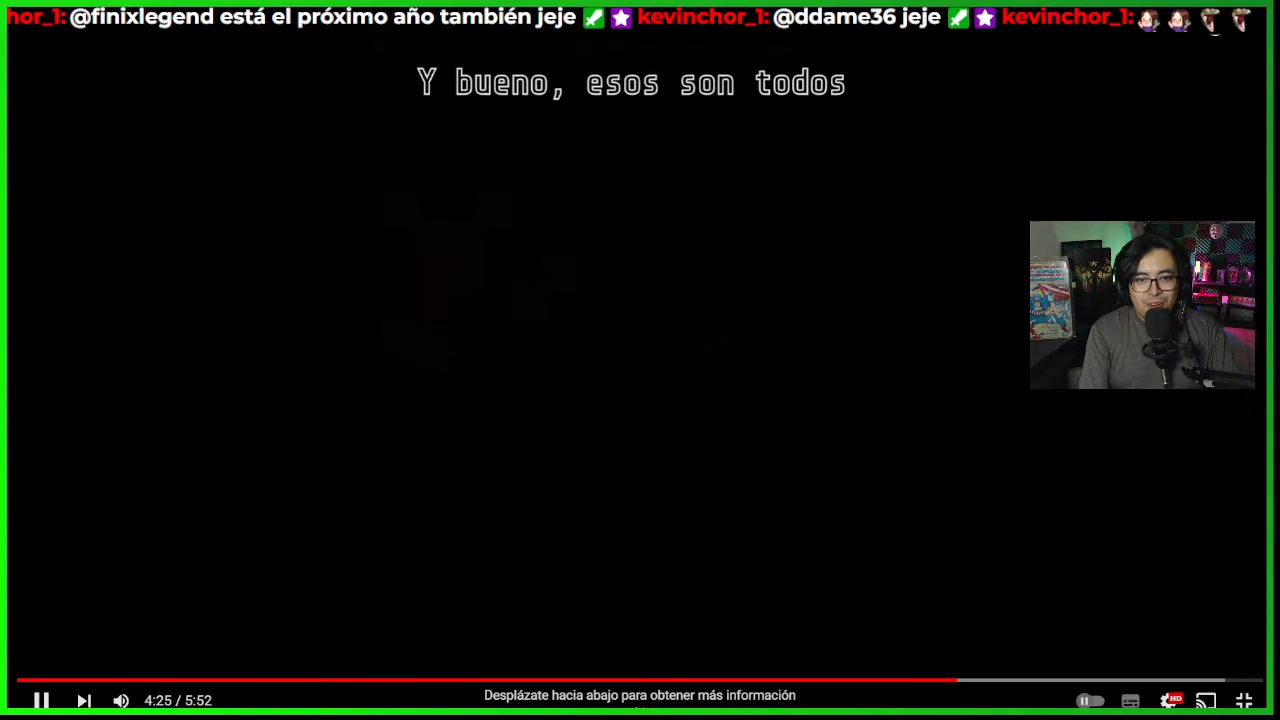 hor_1: @finixlegend está el próximo año también jeje kevinchor_1: @ddame36 jeje kevinchor_1:
Y bueno, esos son todos
4:25 / 5:52
Desplázate hacia abajo para obtener más información
HD